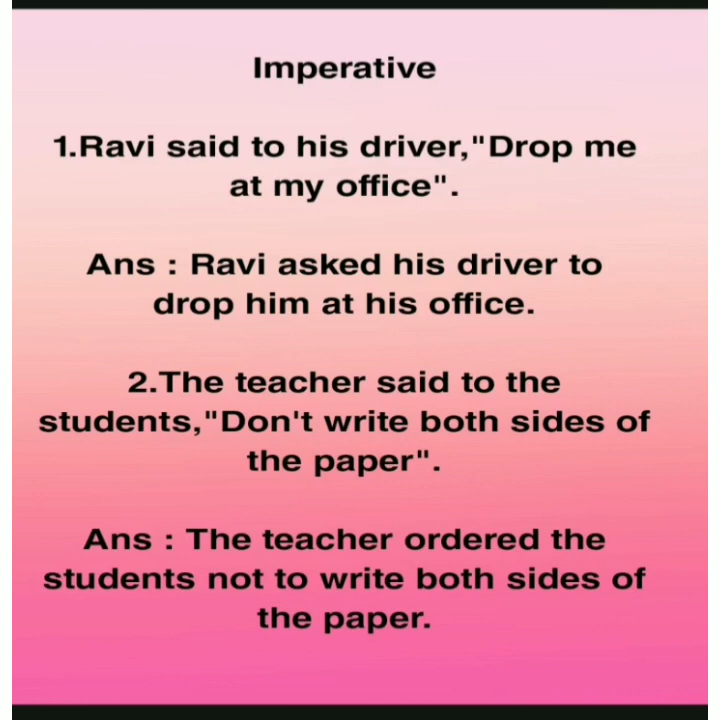 Imperative
1.Ravi said to his driver,"Drop me
at my office".
Ans : Ravi asked his driver to
drop him at his office.
2.The teacher said to the
students,"Don't write both sides of
the paper".
Ans : The teacher ordered the
students not to write both sides of
the paper.